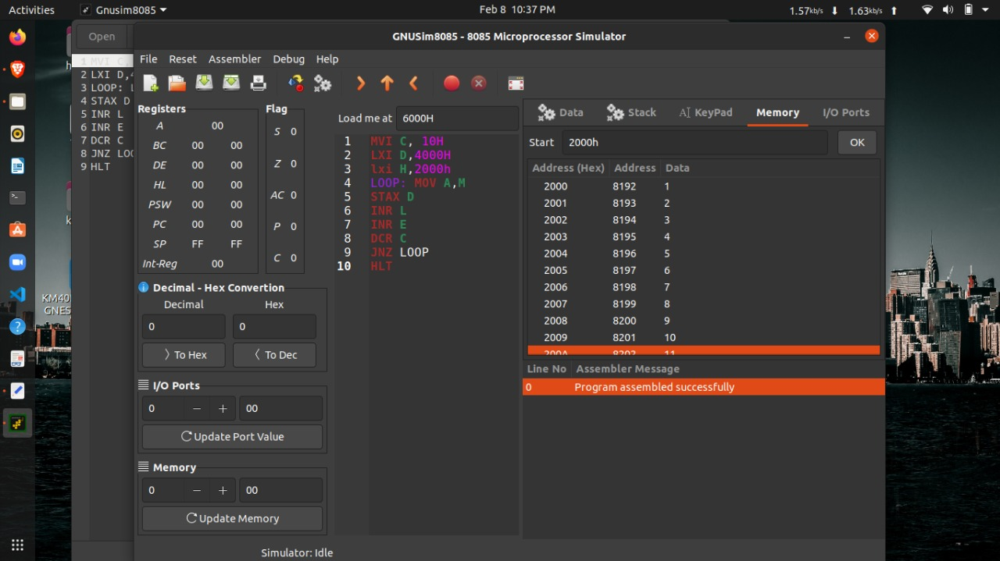 Activities
Gnusim8085
Feb 8 10:37 PM
1.57kb/s
1.63kb/s
Open
1 MVI C,
2 LXI D,4
3 LOOP: L
4 STAX D
5 INR L
6 INR E
7 DCR C
8 JNZ LOO
9 HLT
KM40
GNES
GNUSim8085 - 8085 Microprocessor Simulator
File Reset Assembler Debug Help
Registers
A 00
BC 00 00
DE 00 00
HL 00 00
PSW 00 00
PC 00 00
SP FF FF
Int-Reg 00
Flag
S 0
Z 0
AC 0
P 0
C 0
Decimal - Hex Convertion
Decimal Hex
0 0
To Hex To Dec
I/O Ports
0 − + 00
Update Port Value
Memory
0 − + 00
Update Memory
Load me at 6000H
1 MVI C, 10H
2 LXI D,4000H
3 lxi H,2000h
4 LOOP: MOV A,M
5 STAX D
6 INR L
7 INR E
8 DCR C
9 JNZ LOOP
10 HLT
Data Stack KeyPad Memory I/O Ports
Start 2000h OK
Address (Hex) Address Data
2000 8192 1
2001 8193 2
2002 8194 3
2003 8195 4
2004 8196 5
2005 8197 6
2006 8198 7
2007 8199 8
2008 8200 9
2009 8201 10
200A 8202 11
Line No Assembler Message
0 Program assembled successfully
Simulator: Idle